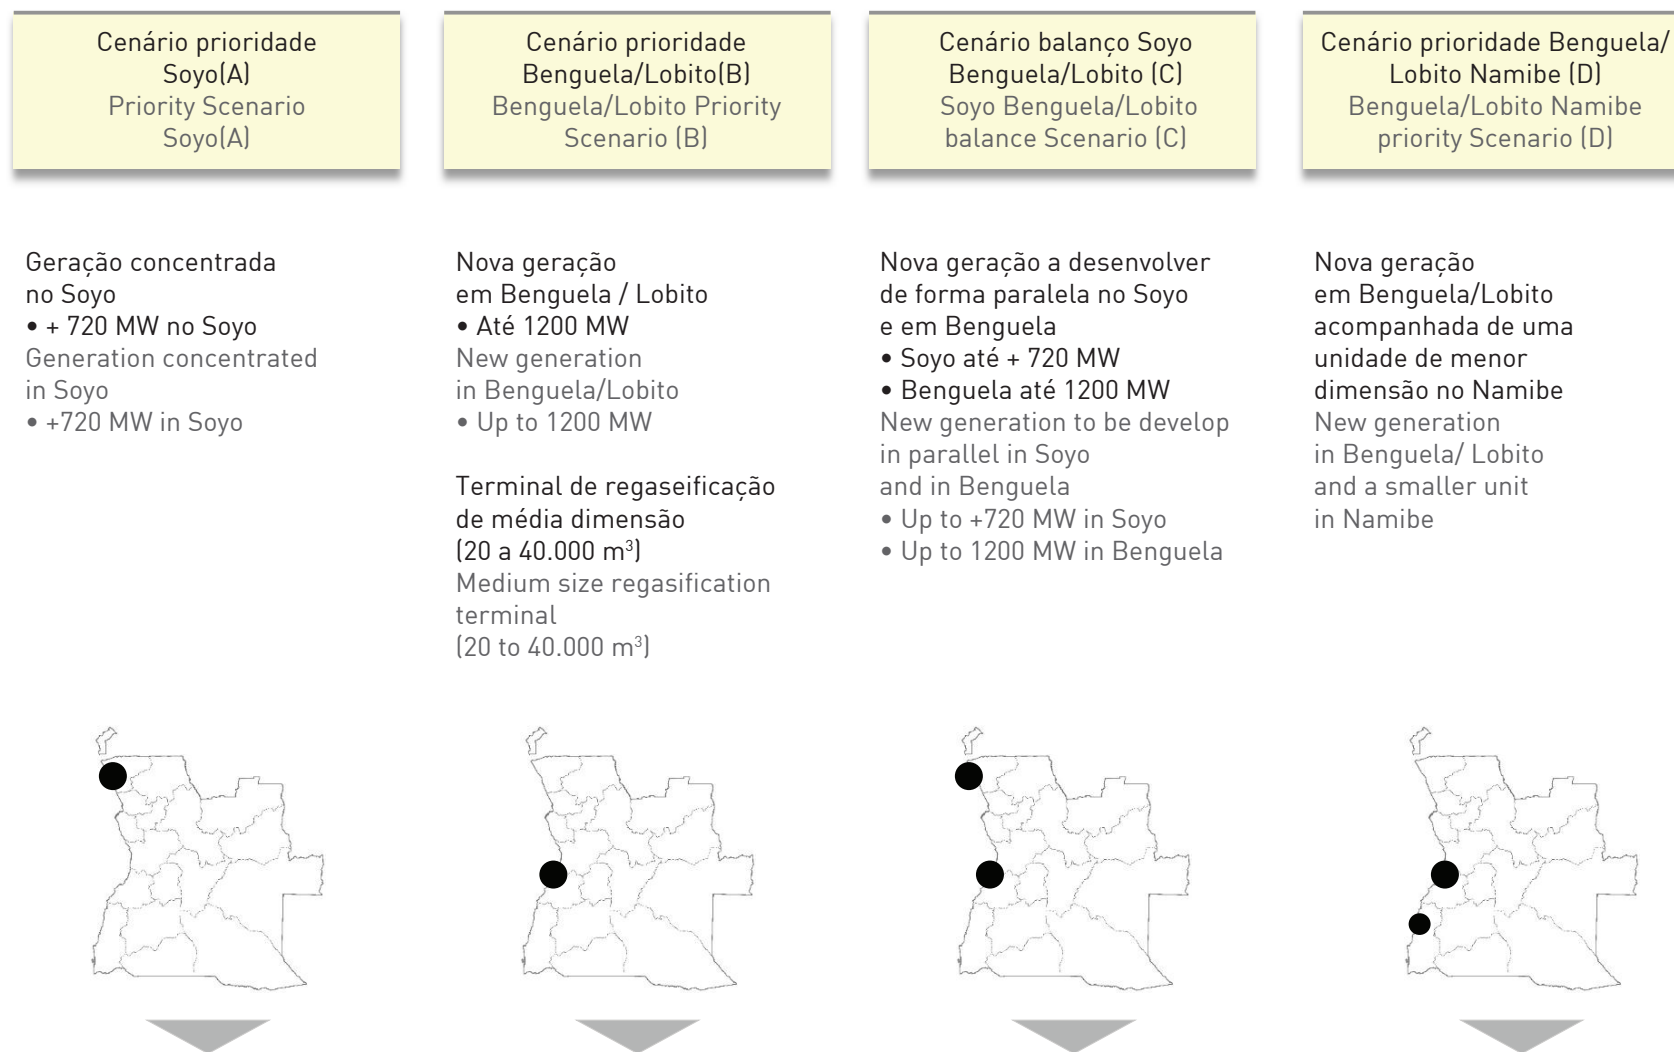 Cenário prioridade
Soyo(A)
Priority Scenario
Soyo(A)
Geração concentrada
no Soyo
• + 720 MW no Soyo
Generation concentrated
in Soyo
• +720 MW in Soyo
Cenário prioridade
Benguela/Lobito(B)
Benguela/Lobito Priority
Scenario (B)
Nova geração
em Benguela / Lobito
• Até 1200 MW
New generation
in Benguela/Lobito
• Up to 1200 MW
Terminal de regaseificação
de média dimensão
(20 a 40.000 m³)
Medium size regasification
terminal
(20 to 40.000 m³)
Cenário balanço Soyo
Benguela/Lobito (C)
Soyo Benguela/Lobito
balance Scenario (C)
Nova geração a desenvolver
de forma paralela no Soyo
e em Benguela
• Soyo até + 720 MW
• Benguela até 1200 MW
New generation to be develop
in parallel in Soyo
and in Benguela
• Up to +720 MW in Soyo
• Up to 1200 MW in Benguela
Cenário prioridade Benguela/
Lobito Namibe (D)
Benguela/Lobito Namibe
priority Scenario (D)
Nova geração
em Benguela/Lobito
acompanhada de uma
unidade de menor
dimensão no Namibe
New generation
in Benguela/ Lobito
and a smaller unit
in Namibe